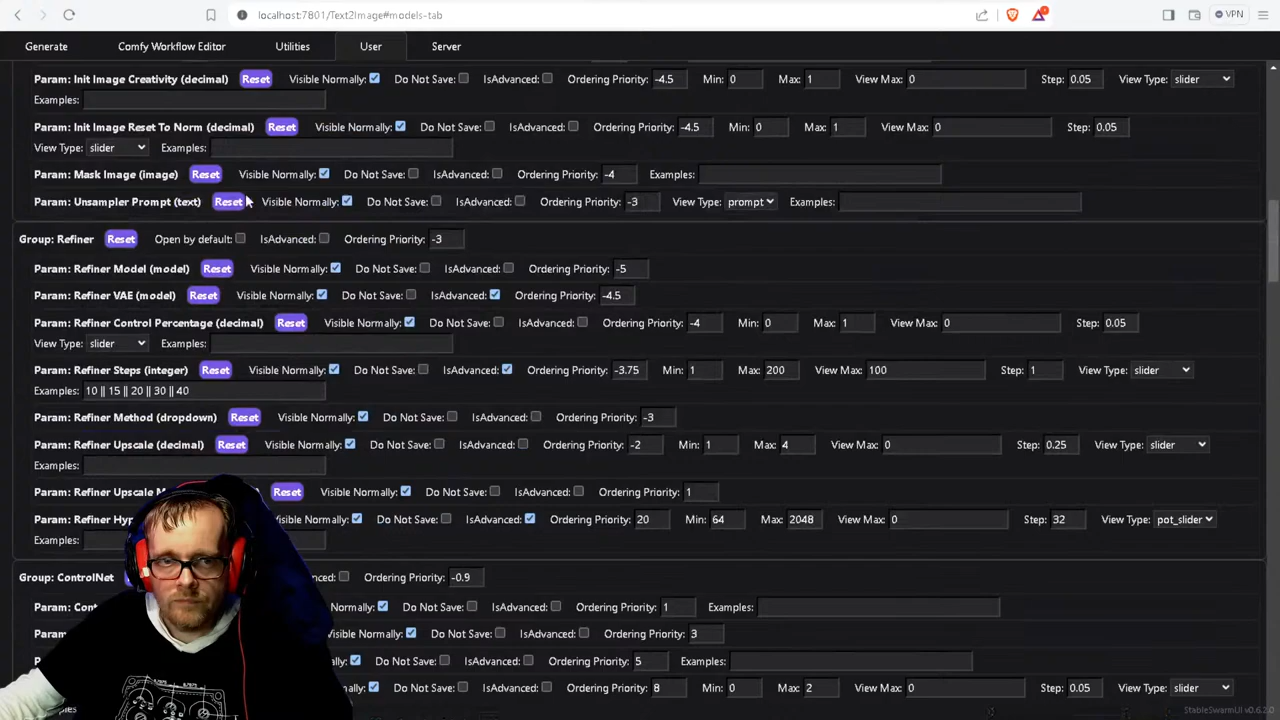 localhost:7801/Text2Image#models-tab VPN
Generate Comfy Workflow Editor Utilities User Server
Param: Init Image Creativity (decimal) Reset Visible Normally: Do Not Save: IsAdvanced: Ordering Priority: -4.5 Min: 0 Max: 1 View Max: 0 Step: 0.05 View Type: slider
Examples:
Param: Init Image Reset To Norm (decimal) Reset Visible Normally: Do Not Save: IsAdvanced: Ordering Priority: -4.5 Min: 0 Max: 1 View Max: 0 Step: 0.05
View Type: slider Examples:
Param: Mask Image (image) Reset Visible Normally: Do Not Save: IsAdvanced: Ordering Priority: -4 Examples:
Param: Unsampler Prompt (text) Reset Visible Normally: Do Not Save: IsAdvanced: Ordering Priority: -3 View Type: prompt Examples:
Group: Refiner Reset Open by default: IsAdvanced: Ordering Priority: -3
Param: Refiner Model (model) Reset Visible Normally: Do Not Save: IsAdvanced: Ordering Priority: -5
Param: Refiner VAE (model) Reset Visible Normally: Do Not Save: IsAdvanced: Ordering Priority: -4.5
Param: Refiner Control Percentage (decimal) Reset Visible Normally: Do Not Save: IsAdvanced: Ordering Priority: -4 Min: 0 Max: 1 View Max: 0 Step: 0.05
View Type: slider Examples:
Param: Refiner Steps (integer) Reset Visible Normally: Do Not Save: IsAdvanced: Ordering Priority: -3.75 Min: 1 Max: 200 View Max: 100 Step: 1 View Type: slider
Examples: 10 || 15 || 20 || 30 || 40
Param: Refiner Method (dropdown) Reset Visible Normally: Do Not Save: IsAdvanced: Ordering Priority: -3
Param: Refiner Upscale (decimal) Reset Visible Normally: Do Not Save: IsAdvanced: Ordering Priority: -2 Min: 1 Max: 4 View Max: 0 Step: 0.25 View Type: slider
Examples:
Param: Refiner Upscale M Reset Visible Normally: Do Not Save: IsAdvanced: Ordering Priority: 1
Param: Refiner Hyp Normally: Do Not Save: IsAdvanced: Ordering Priority: 20 Min: 64 Max: 2048 View Max: 0 Step: 32 View Type: pot_slider
Examples:
Group: ControlNet Ordering Priority: -0.9
Param: Do Not Save: IsAdvanced: Ordering Priority: 1 Examples:
Do Not Save: IsAdvanced: Ordering Priority: 3
Do Not Save: IsAdvanced: Ordering Priority: 5 Examples:
Do Not Save: IsAdvanced: Ordering Priority: 8 Min: 0 Max: 2 View Max: 0 Step: 0.05 View Type: slider
StableSwarmUI v0.6.2.0